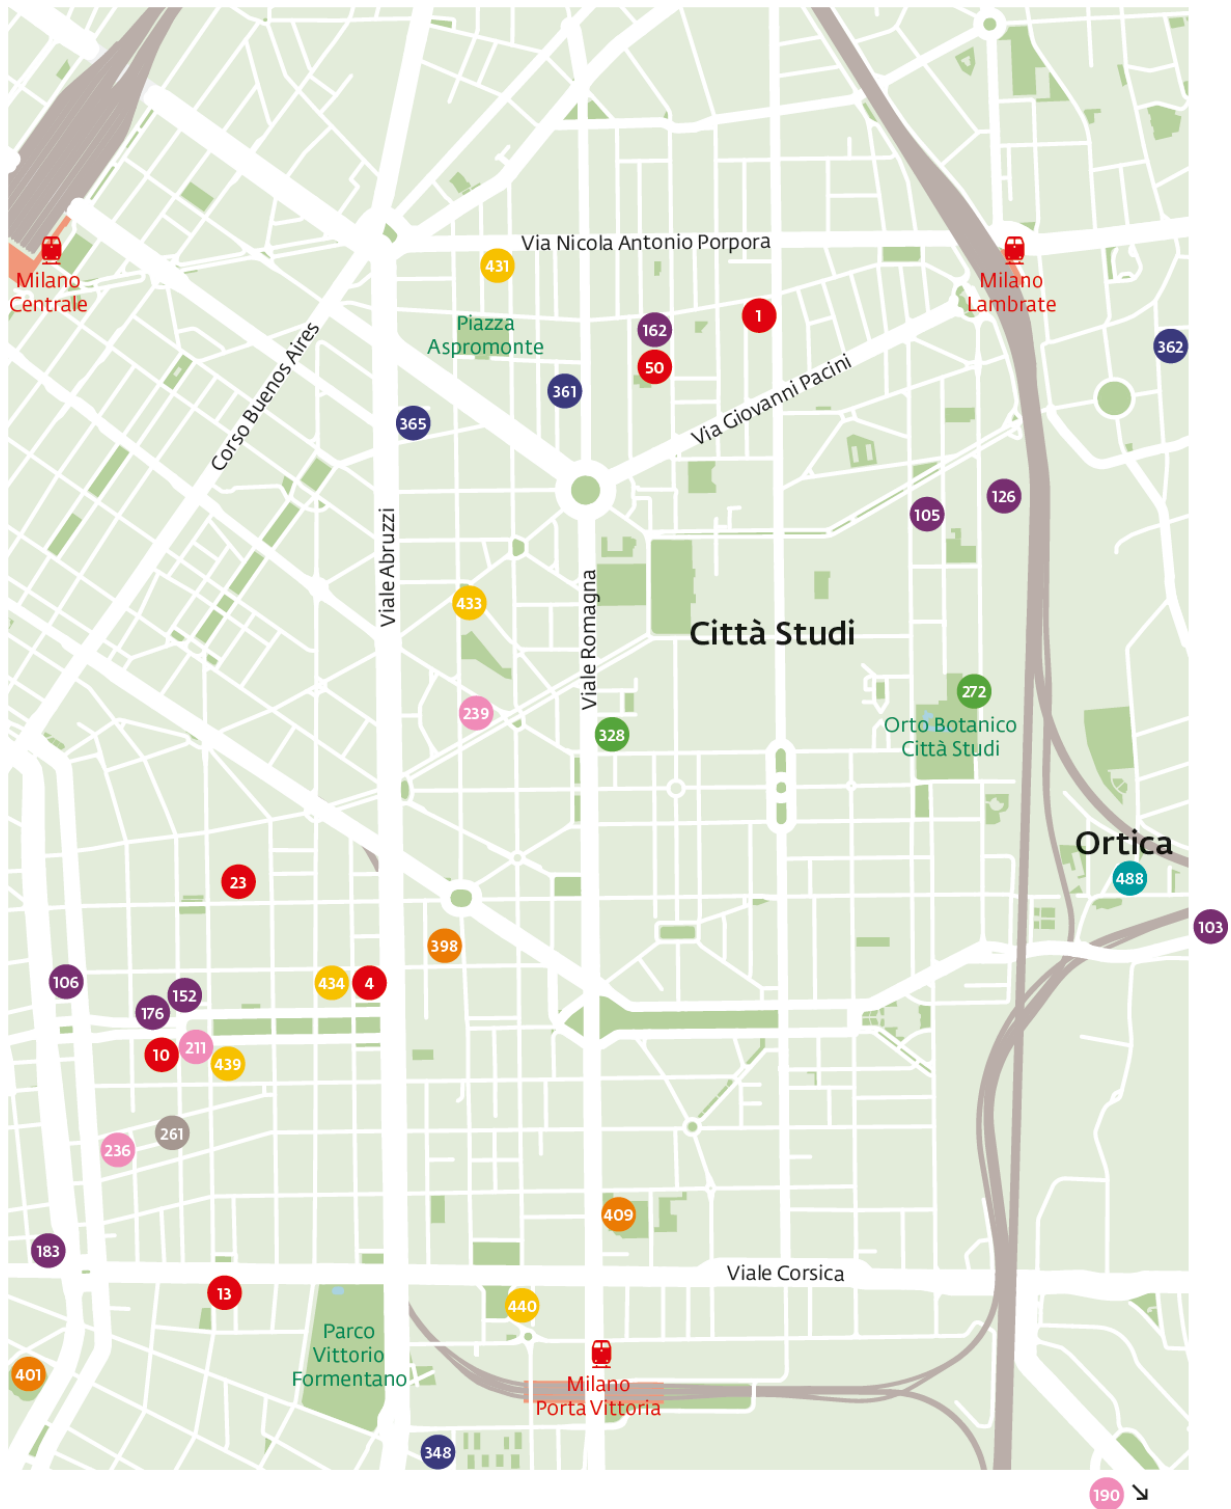 Via Nicola Antonio Porpora
431
Milano
Centrale
Milano
Lambrate
Piazza
Aspromonte
162
1
50
362
361
365
Corso Buenos Aires
Via Giovanni Pacini
126
105
Viale Abruzzi
Viale Romagna
433
Città Studi
272
239
328
Orto Botanico
Città Studi
Ortica
488
23
103
398
106
152
434
4
176
10
211
439
261
236
409
183
Viale Corsica
13
440
Parco
Vittorio
Formentano
401
Milano
Porta Vittoria
348
190 ↘